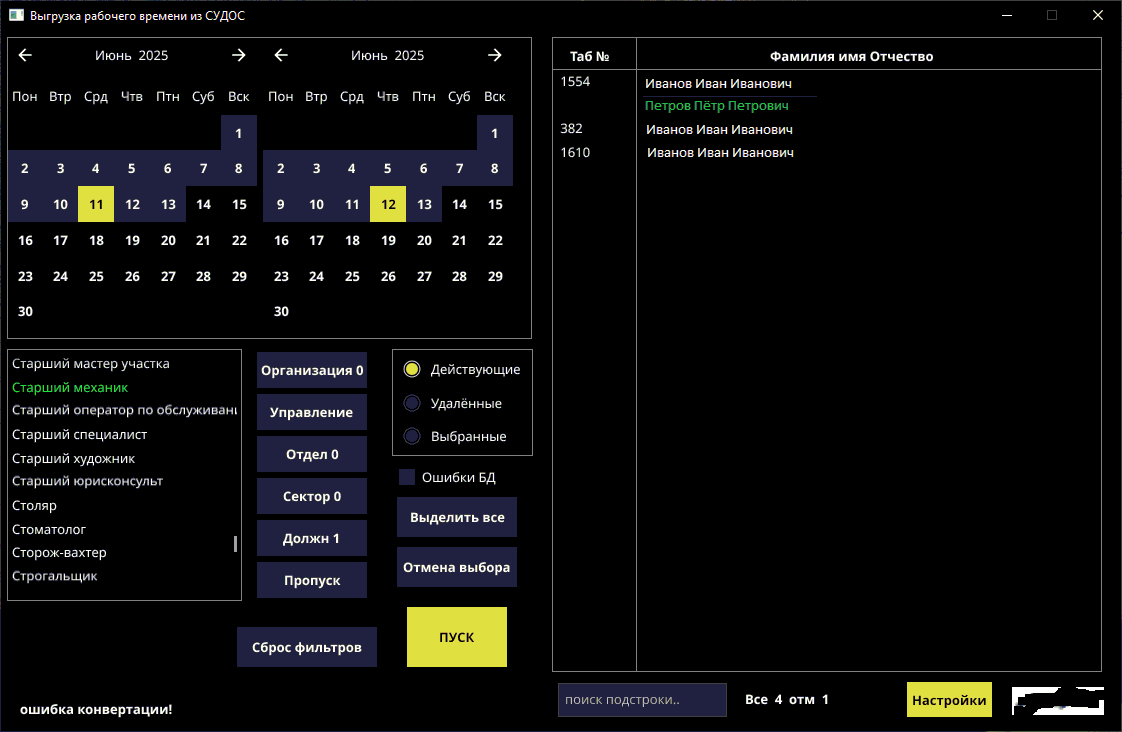 Выгрузка рабочего времени из СУДОС
Июнь 2025
Пон Втр Срд Чтв Птн Суб Вск
1
2 3 4 5 6 7 8
9 10 11 12 13 14 15
16 17 18 19 20 21 22
23 24 25 26 27 28 29
30
Июнь 2025
Пон Втр Срд Чтв Птн Суб Вск
1
2 3 4 5 6 7 8
9 10 11 12 13 14 15
16 17 18 19 20 21 22
23 24 25 26 27 28 29
30
Старший мастер участка
Старший механик
Старший оператор по обслуживани
Старший специалист
Старший художник
Старший юрисконсульт
Столяр
Стоматолог
Сторож-вахтер
Строгальщик
Организация 0
Управление
Отдел 0
Сектор 0
Должн 1
Пропуск
Сброс фильтров
Действующие
Удалённые
Выбранные
Ошибки БД
Выделить все
Отмена выбора
ПУСК
ошибка конвертации!
Таб № Фамилия имя Отчество
1554 Иванов Иван Иванович
Петров Пётр Петрович
382 Иванов Иван Иванович
1610 Иванов Иван Иванович
поиск подстроки..
Все 4 отм 1
Настройки